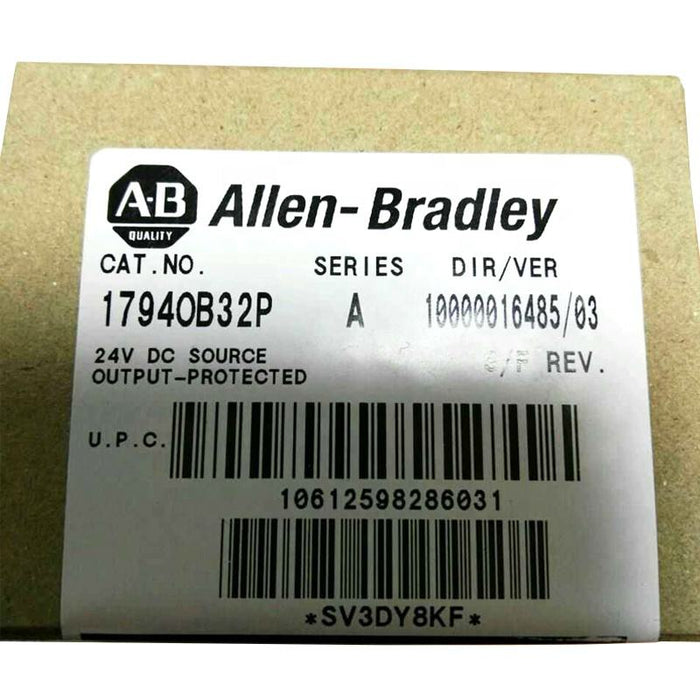 A-B
QUALITY
Allen-Bradley
CAT.NO. SERIES DIR/VER
1794OB32P A 10000016485/03
24V DC SOURCE REV.
OUTPUT-PROTECTED
U.P.C.
10612598286031
*SV3DY8KF*